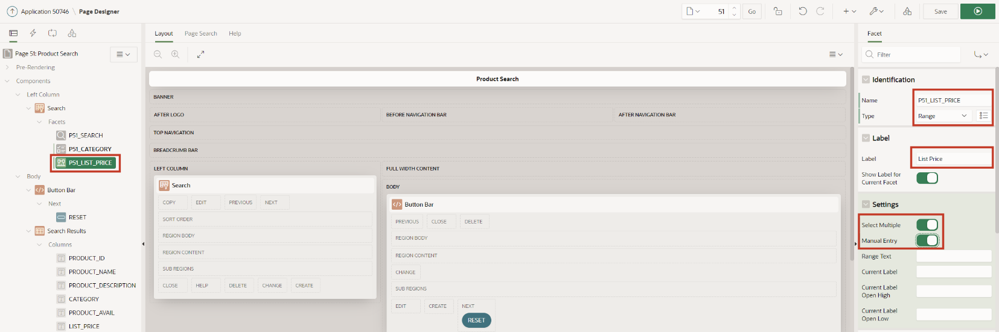 Application 50746 \ Page Designer
51
Go
Save
Layout
Page Search
Help
Facet
Page 51: Product Search
Pre-Rendering
Components
Left Column
Search
Facets
P51_SEARCH
P51_CATEGORY
P51_LIST_PRICE
Body
Button Bar
Next
RESET
Search Results
Columns
PRODUCT_ID
PRODUCT_NAME
PRODUCT_DESCRIPTION
CATEGORY
PRODUCT_AVAIL
LIST_PRICE
Product Search
BANNER
AFTER LOGO
BEFORE NAVIGATION BAR
AFTER NAVIGATION BAR
TOP NAVIGATION
BREADCRUMB BAR
LEFT COLUMN
Search
COPY
EDIT
PREVIOUS
NEXT
SORT ORDER
REGION BODY
REGION CONTENT
SUB REGIONS
CLOSE
HELP
DELETE
CHANGE
CREATE
FULL WIDTH CONTENT
BODY
Button Bar
PREVIOUS
CLOSE
DELETE
REGION BODY
REGION CONTENT
CHANGE
SUB REGIONS
EDIT
CREATE
NEXT
RESET
Filter
Identification
Name
P51_LIST_PRICE
Type
Range
Label
Label
List Price
Show Label for
Current Facet
Settings
Select Multiple
Manual Entry
Range Text
Current Label
Current Label
Open High
Current Label
Open Low